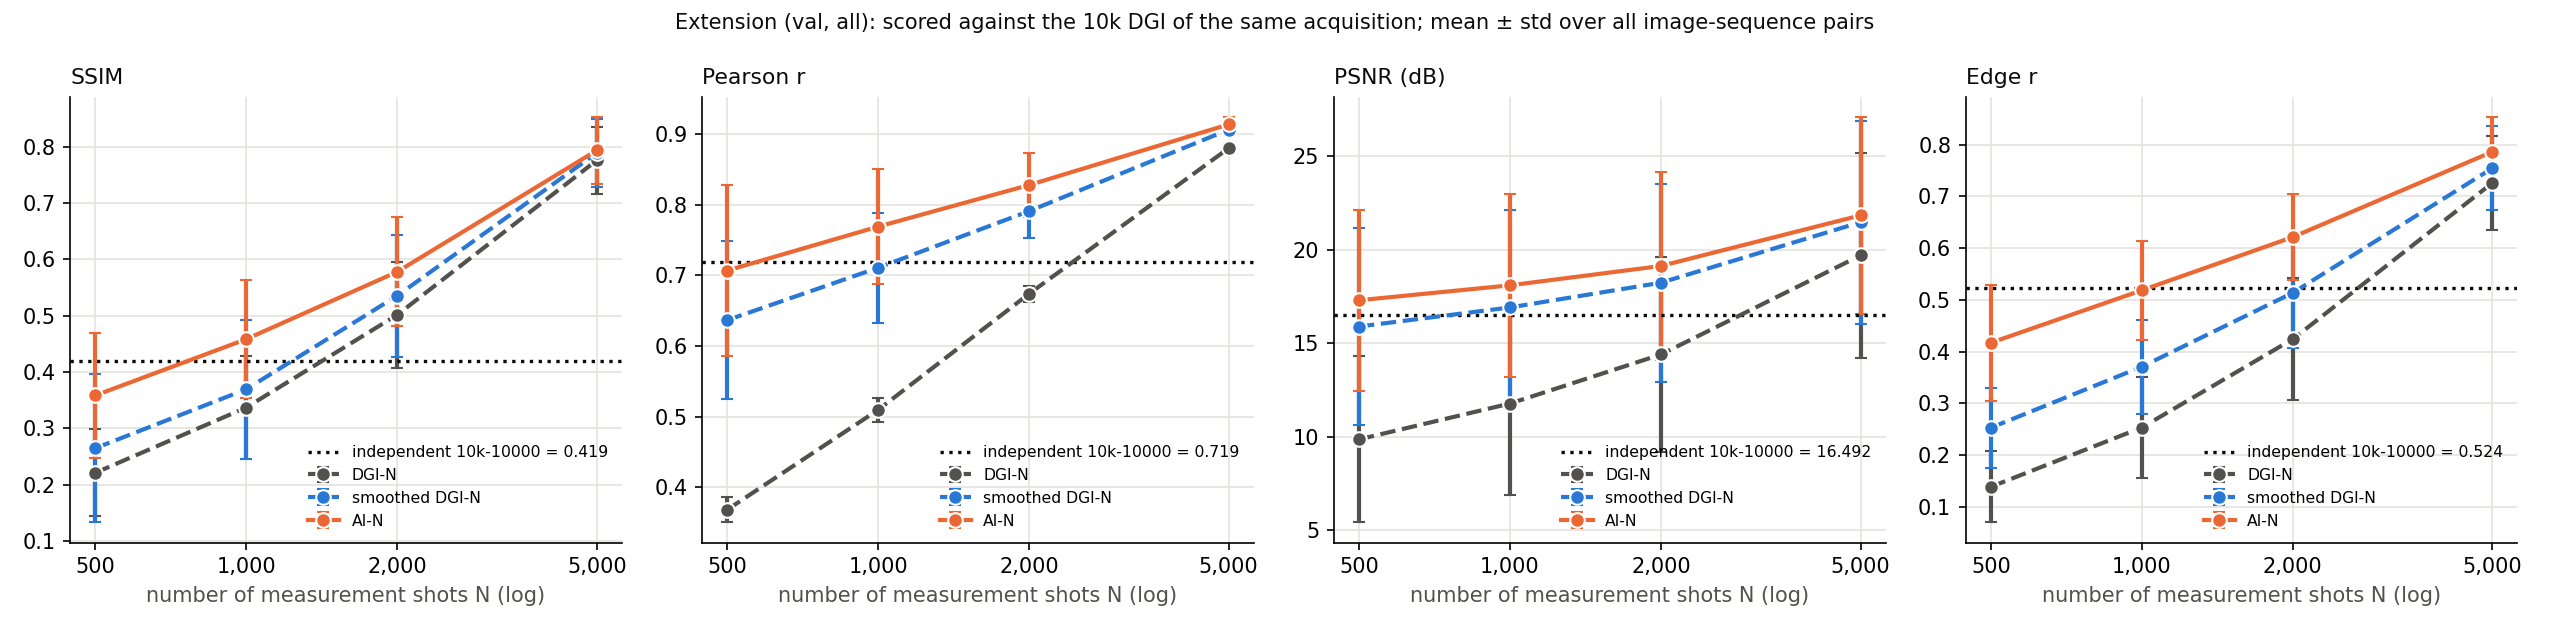 Extension (val, all): scored against the 10k DGI of the same acquisition; mean ± std over all image-sequence pairs
SSIM
0.8
0.7
0.6
0.5
0.4
0.3
0.2
0.1
500
1,000
2,000
5,000
number of measurement shots N (log)
independent 10k-10000 = 0.419
DGI-N
smoothed DGI-N
AI-N
Pearson r
0.9
0.8
0.7
0.6
0.5
0.4
500
1,000
2,000
5,000
number of measurement shots N (log)
independent 10k-10000 = 0.719
DGI-N
smoothed DGI-N
AI-N
PSNR (dB)
25
20
15
10
5
500
1,000
2,000
5,000
number of measurement shots N (log)
independent 10k-10000 = 16.492
DGI-N
smoothed DGI-N
AI-N
Edge r
0.8
0.7
0.6
0.5
0.4
0.3
0.2
0.1
500
1,000
2,000
5,000
number of measurement shots N (log)
independent 10k-10000 = 0.524
DGI-N
smoothed DGI-N
AI-N